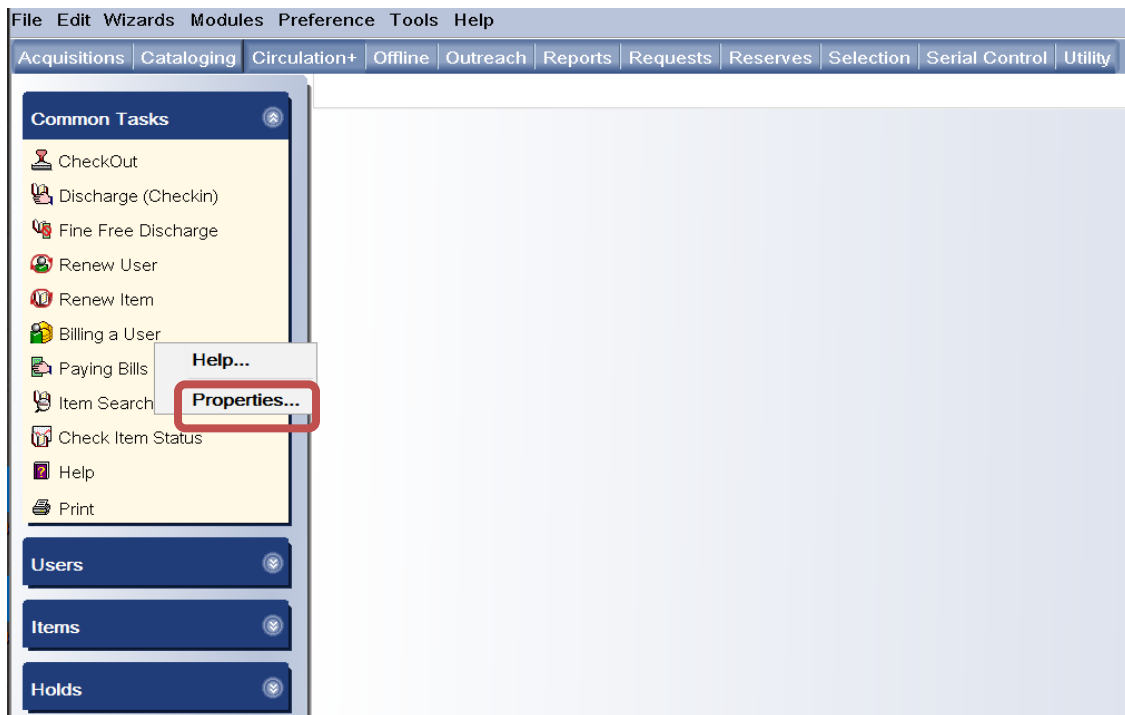 File Edit Wizards Modules Preference Tools Help
Acquisitions Cataloging Circulation+ Offline Outreach Reports Requests Reserves Selection Serial Control Utility
Common Tasks
CheckOut
Discharge (Checkin)
Fine Free Discharge
Renew User
Renew Item
Billing a User
Help...
Paying Bills
Properties...
Item Search
Check Item Status
Help
Print
Users
Items
Holds